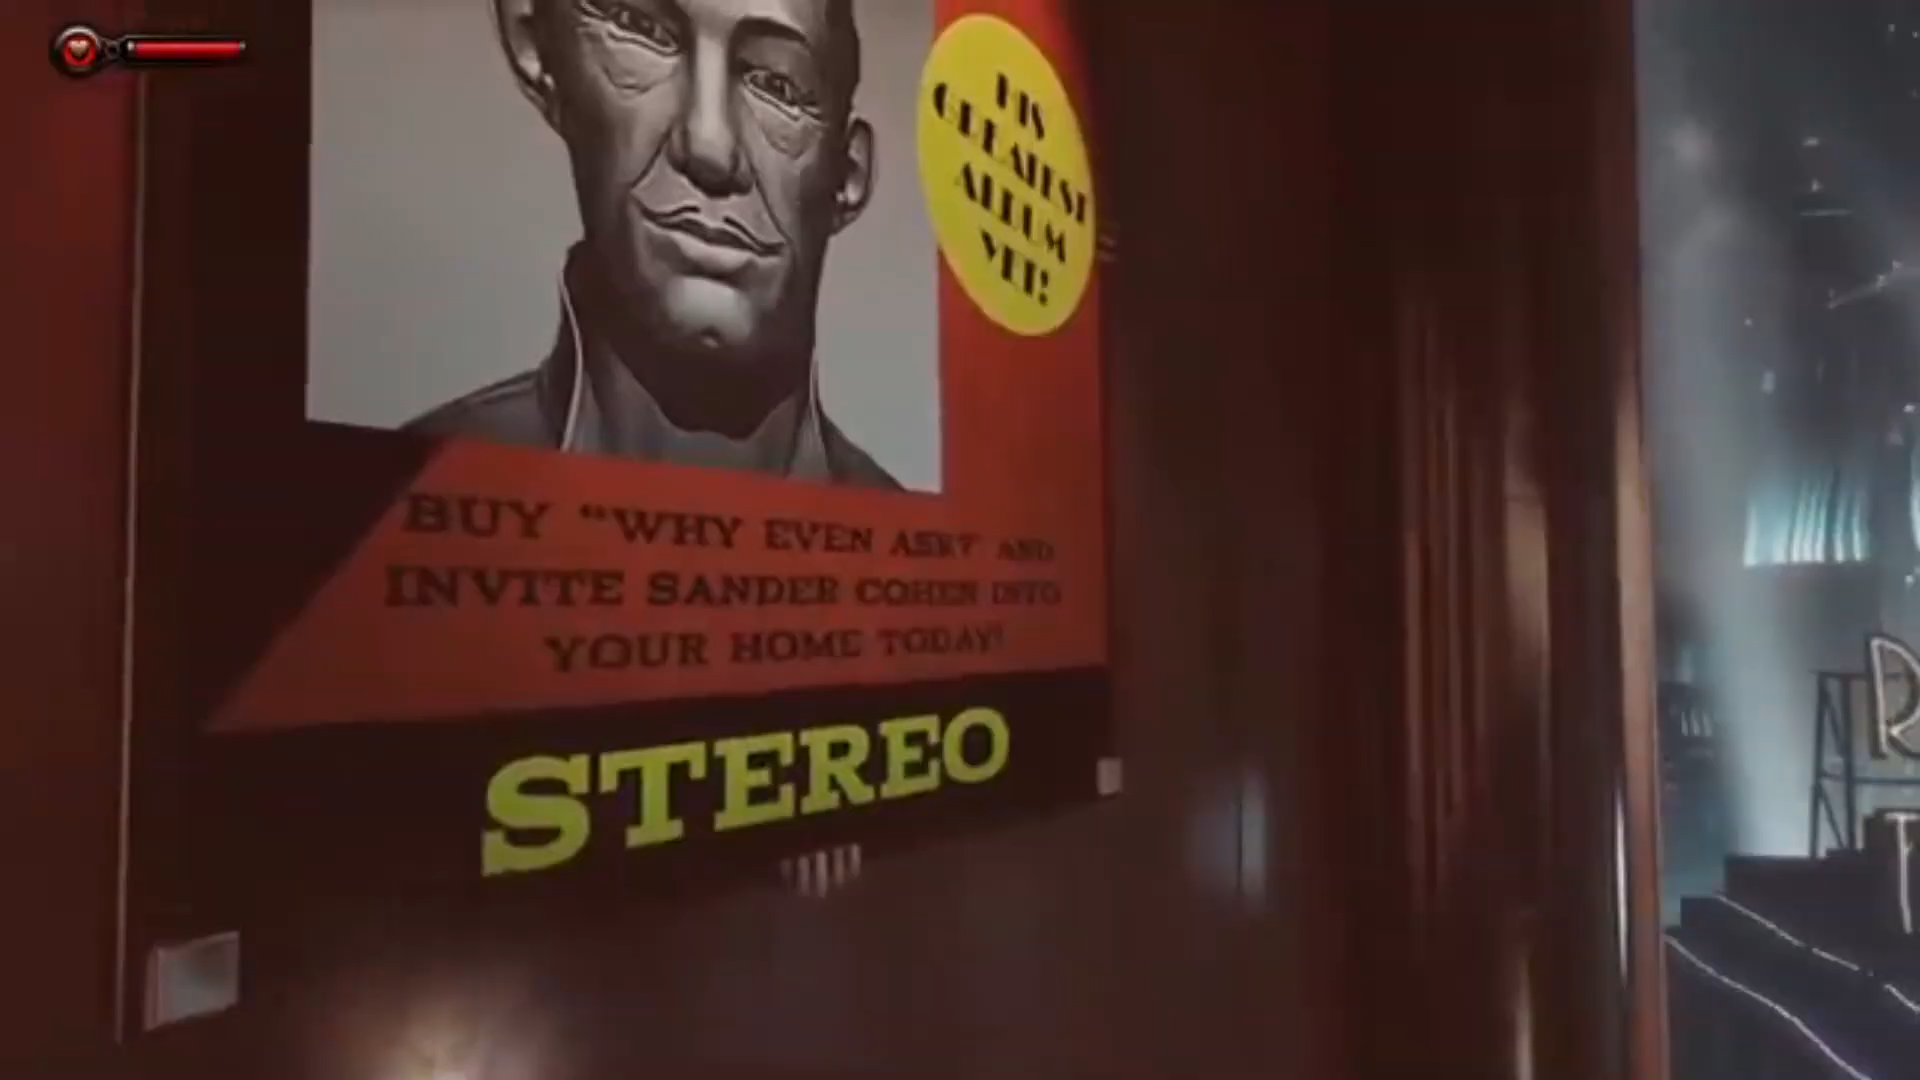 HIS
GREATEST
ALBUM
YET!
BUY "WHY EVEN ASK?" AND
INVITE SANDER COHEN INTO
YOUR HOME TODAY!
STEREO
R
T